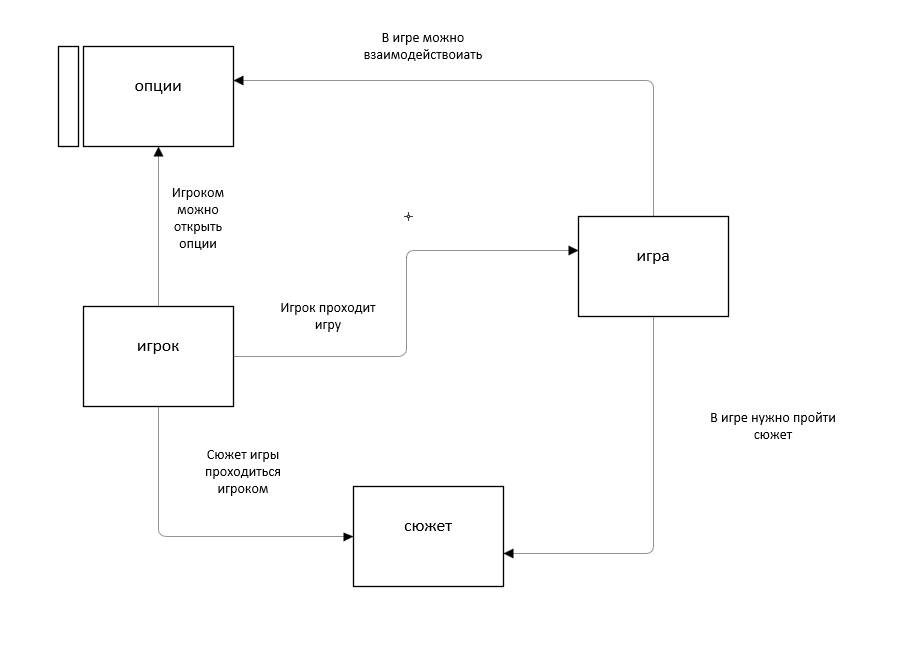 В игре можно
взаимодействоиать
опции
Игроком
можно
открыть
опции
игра
Игрок проходит
игру
игрок
В игре нужно пройти
сюжет
Сюжет игры
проходиться
игроком
сюжет